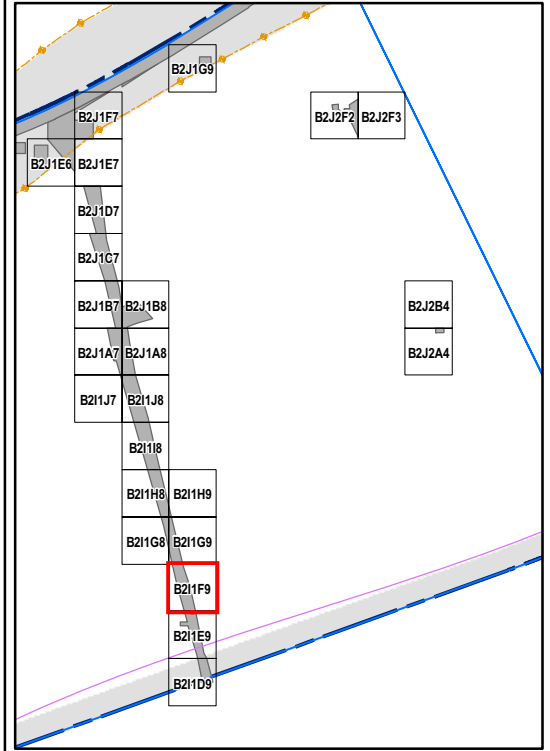 B2J1G9
B2J1F7
B2J2F2 B2J2F3
B2J1E6 B2J1E7
B2J1D7
B2J1C7
B2J1B7 B2J1B8 B2J2B4
B2J1A7 B2J1A8 B2J2A4
B2I1J7 B2I1J8
B2I1I8
B2I1H8 B2I1H9
B2I1G8 B2I1G9
B2I1F9
B2I1E9
B2I1D9